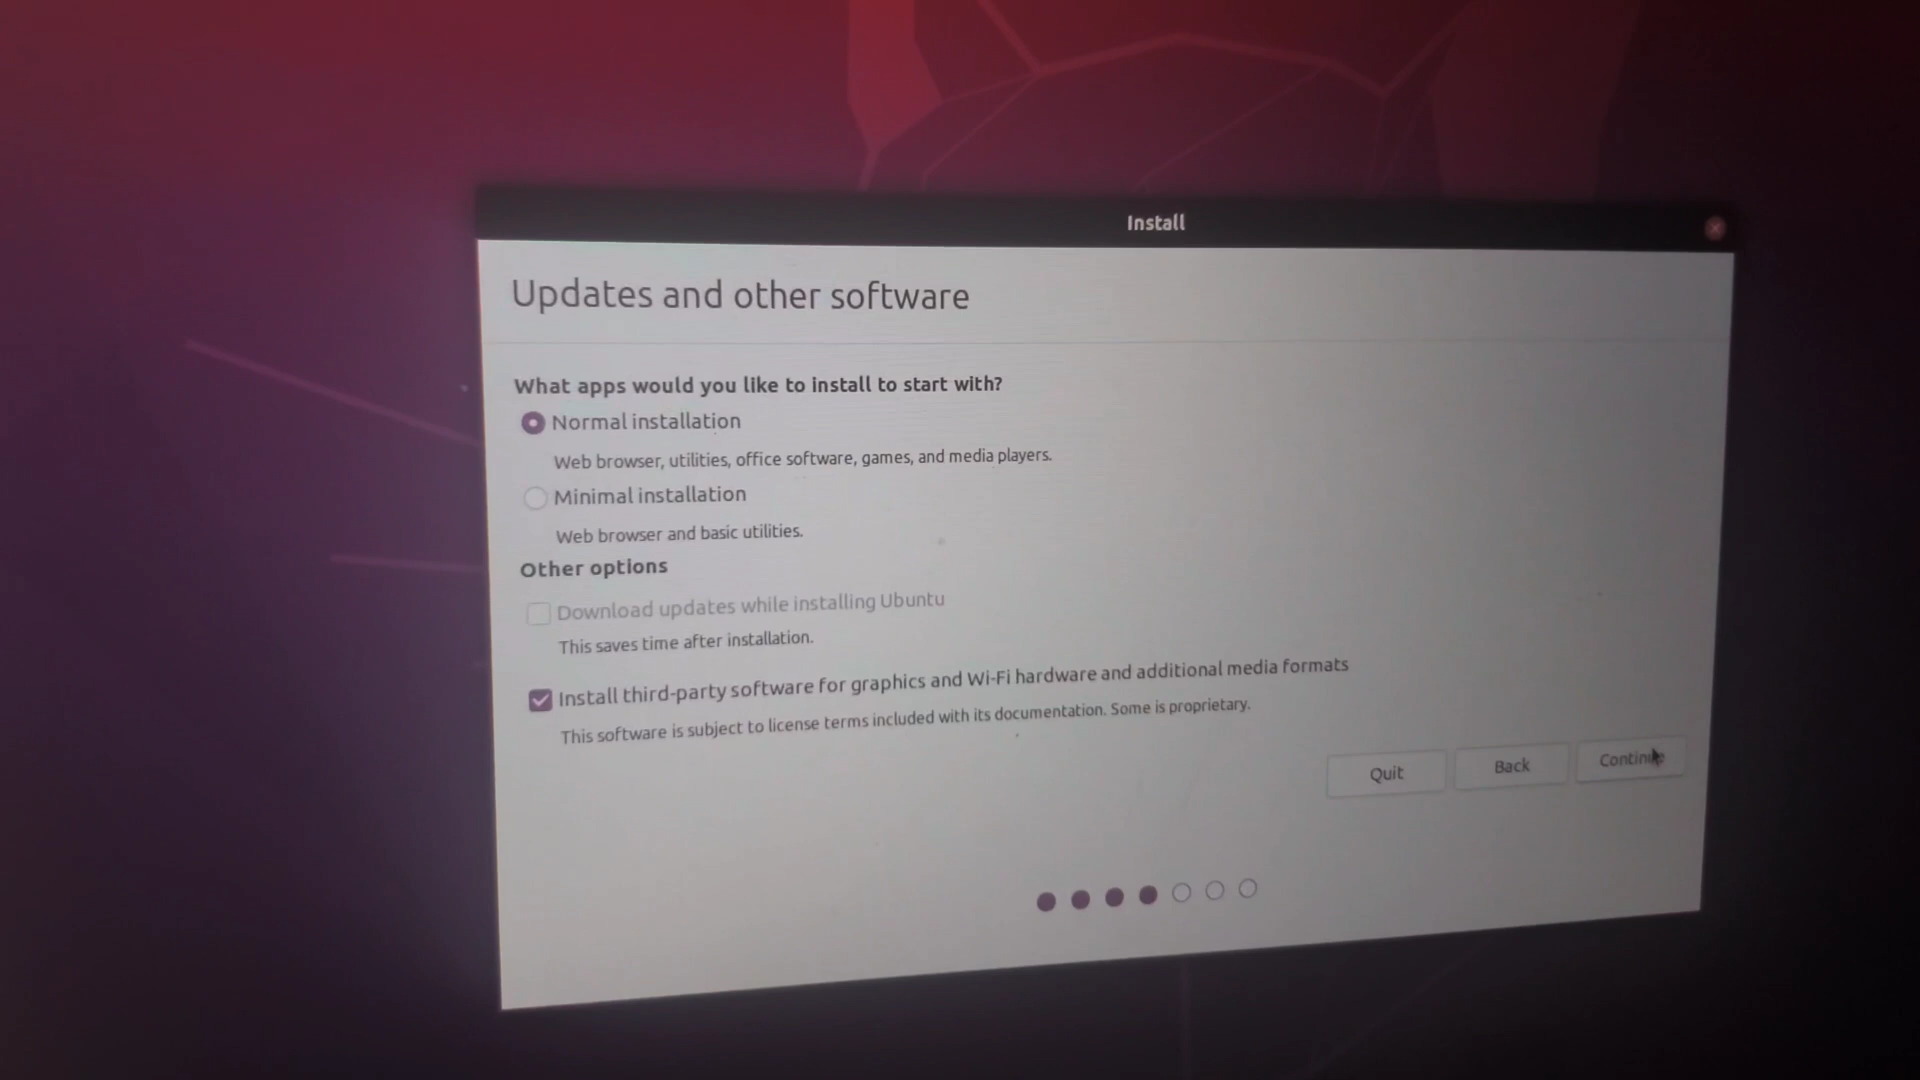 Install
Updates and other software
What apps would you like to install to start with?
Normal installation
Web browser, utilities, office software, games, and media players.
Minimal installation
Web browser and basic utilities.
Other options
Download updates while installing Ubuntu
This saves time after installation.
Install third-party software for graphics and Wi-Fi hardware and additional media formats
This software is subject to license terms included with its documentation. Some is proprietary.
Quit
Back
Continue